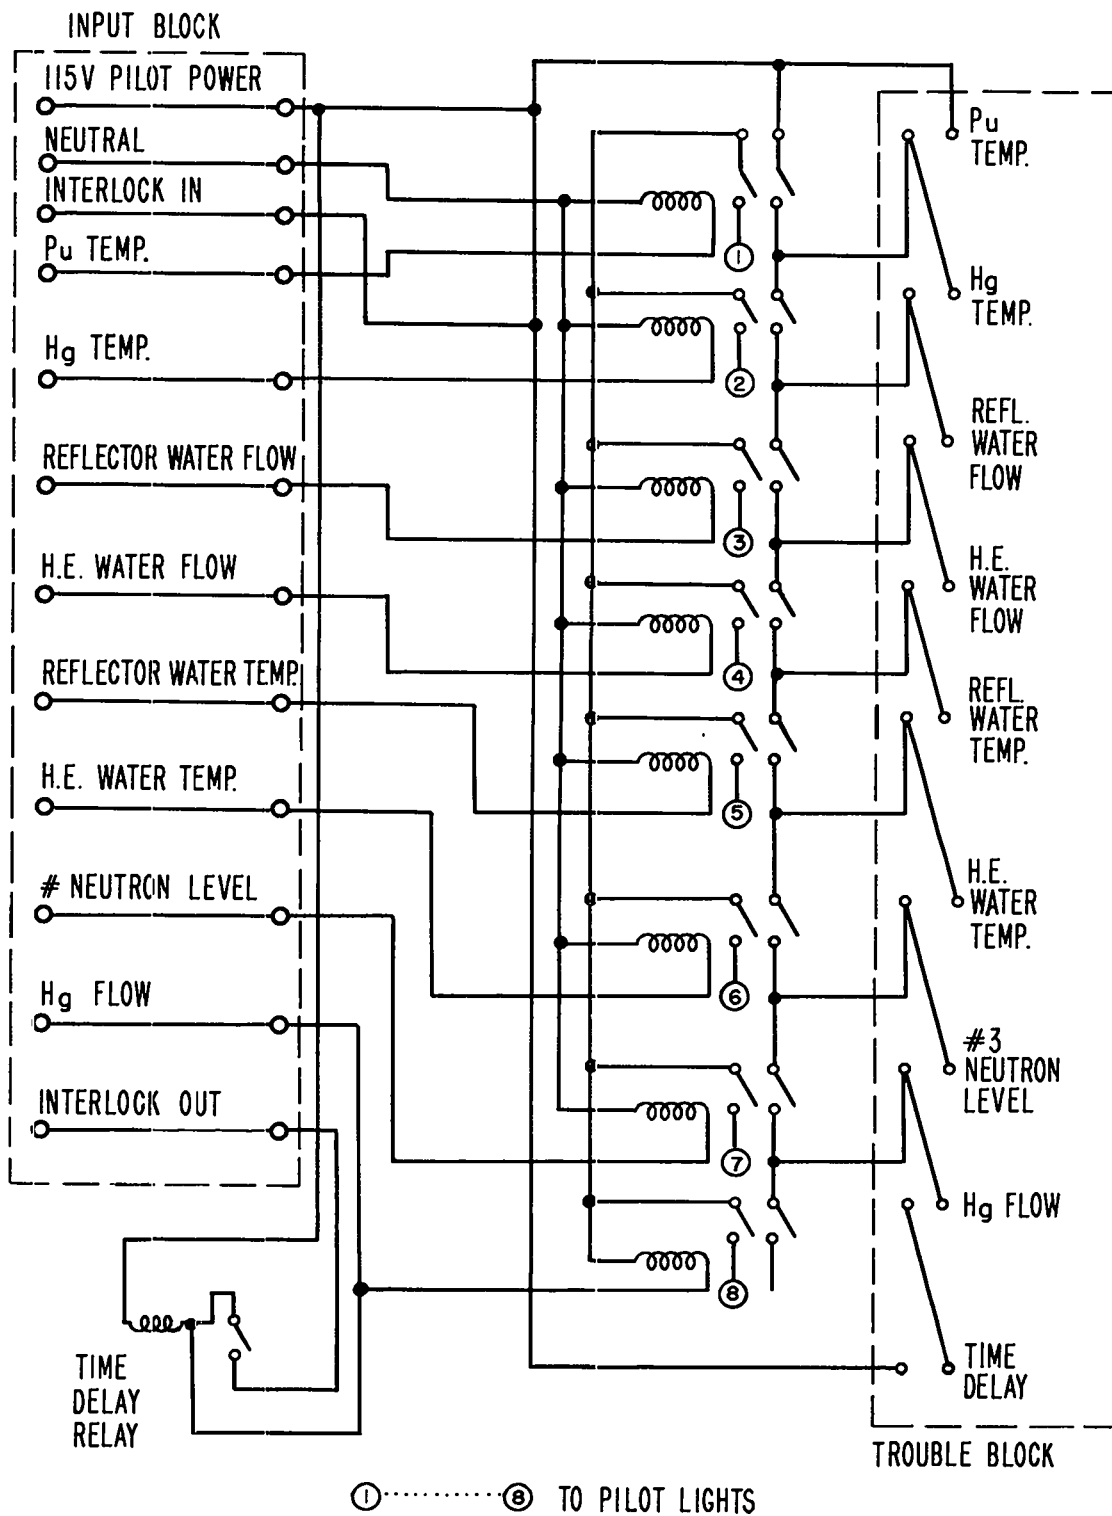 INPUT BLOCK
115V PILOT POWER
NEUTRAL
INTERLOCK IN
Pu TEMP.
Hg TEMP.
REFLECTOR WATER FLOW
H.E. WATER FLOW
REFLECTOR WATER TEMP.
H.E. WATER TEMP.
# NEUTRON LEVEL
Hg FLOW
INTERLOCK OUT
TIME
DELAY
RELAY
1
2
3
4
5
6
7
8
Pu
TEMP.
Hg
TEMP.
REFL.
WATER
FLOW
H.E.
WATER
FLOW
REFL.
WATER
TEMP.
H.E.
WATER
TEMP.
#3
NEUTRON
LEVEL
Hg FLOW
TIME
DELAY
TROUBLE BLOCK
1 ········ 8 TO PILOT LIGHTS